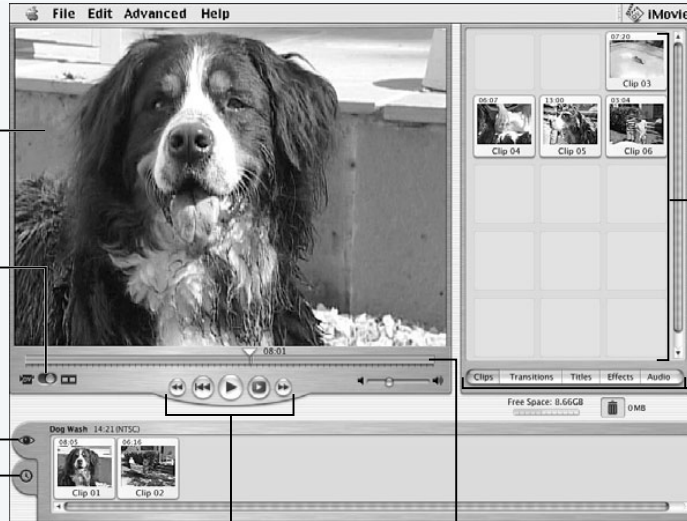 File Edit Advanced Help
iMovie
07:20
Clip 03
06:07 13:00 03:04
Clip 04 Clip 05 Clip 06
08:01
Clips Transitions Titles Effects Audio
Free Space: 8.66GB
0 MB
Dog Wash 14:21 (NTSC)
08:05 06:16
Clip 01 Clip 02